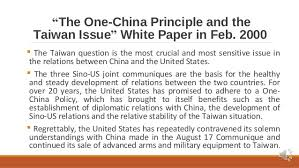 “The One-China Principle and the
Taiwan Issue” White Paper in Feb. 2000
▪ The Taiwan question is the most crucial and most sensitive issue in
the relations between China and the United States.
▪ The three Sino-US joint communiques are the basis for the healthy
and steady development of relations between the two countries. For
over 20 years, the United States has promised to adhere to a One-
China Policy, which has brought to itself benefits such as the
establishment of diplomatic relations with China, the development of
Sino-US relations and the relative stability of the Taiwan situation.
▪ Regrettably, the United States has repeatedly contravened its solemn
understandings with China made in the August 17 Communique and
continued its sale of advanced arms and military equipment to Taiwan.